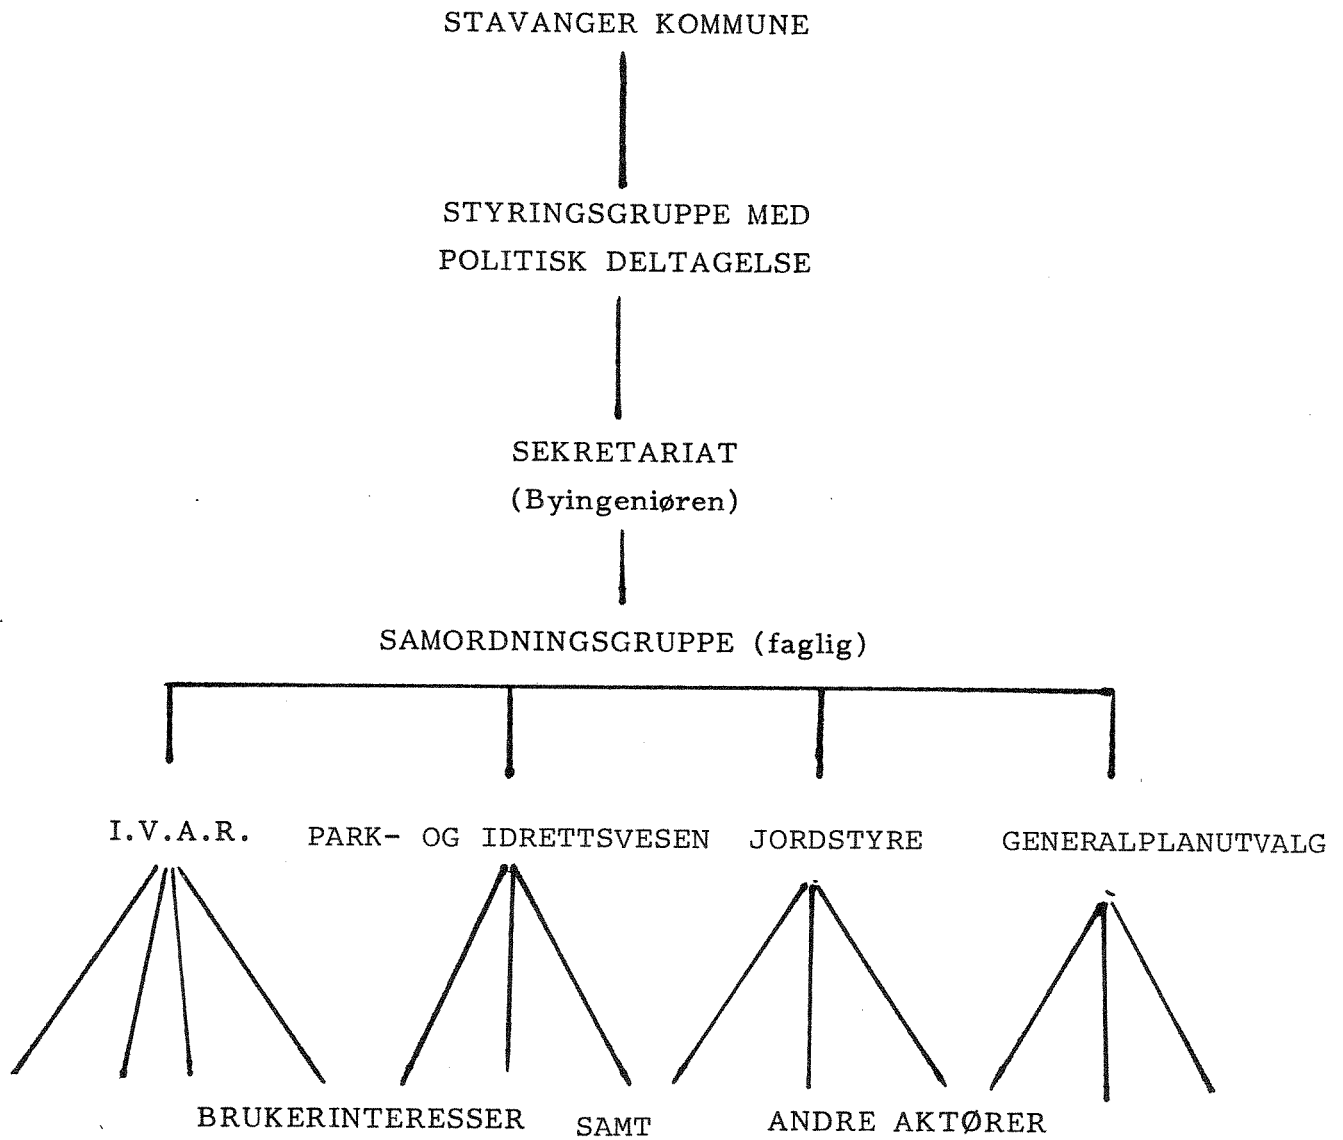 STAVANGER KOMMUNE
STYRINGSGRUPPE MED
POLITISK DELTAGELSE
SEKRETARIAT
(Byingeniøren)
SAMORDNINGSGRUPPE (faglig)
I.V.A.R. PARK- OG IDRETTSVESEN JORDSTYRE GENERALPLANUTVALG
BRUKERINTERESSER SAMT ANDRE AKTØRER